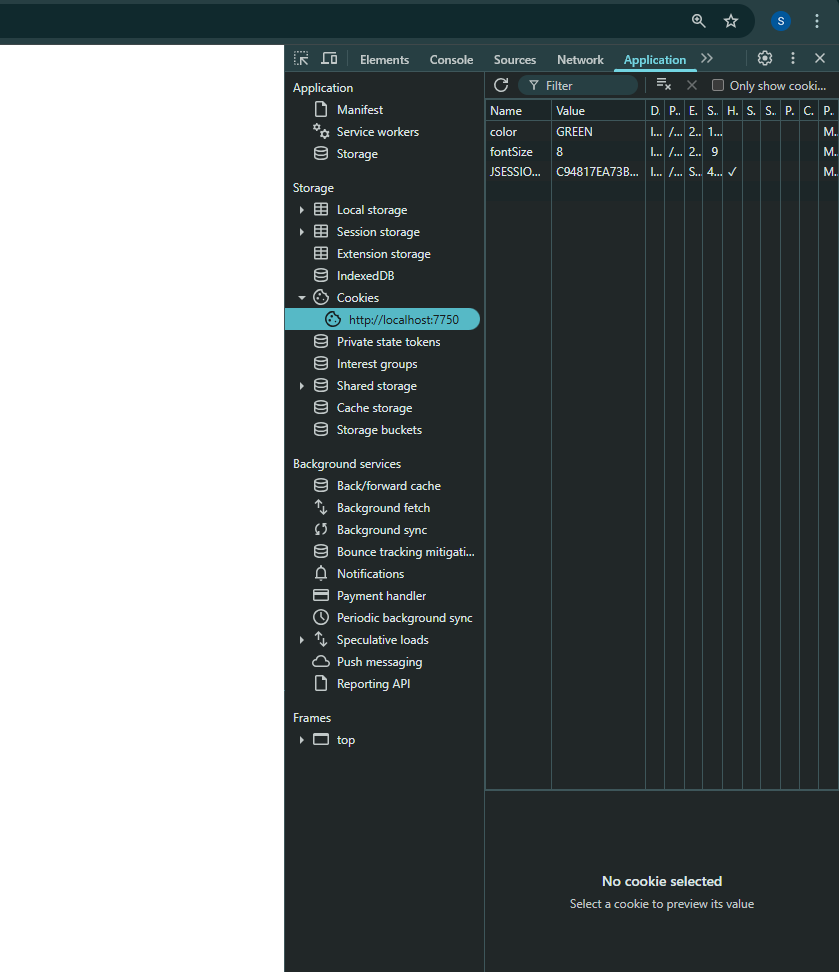 S
Elements Console Sources Network Application
Filter Only show cooki...
Application
Manifest
Service workers
Storage
Storage
Local storage
Session storage
Extension storage
IndexedDB
Cookies
http://localhost:7750
Private state tokens
Interest groups
Shared storage
Cache storage
Storage buckets
Background services
Back/forward cache
Background fetch
Background sync
Bounce tracking mitigati...
Notifications
Payment handler
Periodic background sync
Speculative loads
Push messaging
Reporting API
Frames
top
Name Value D. P.. E. S.. H. S. S.. P. C. P..
color GREEN l... /... 2.. 1... M.
fontSize 8 l... /... 2.. 9 M.
JSESSIO... C94817EA73B... l... /... S.. 4... ✓ M.
No cookie selected
Select a cookie to preview its value